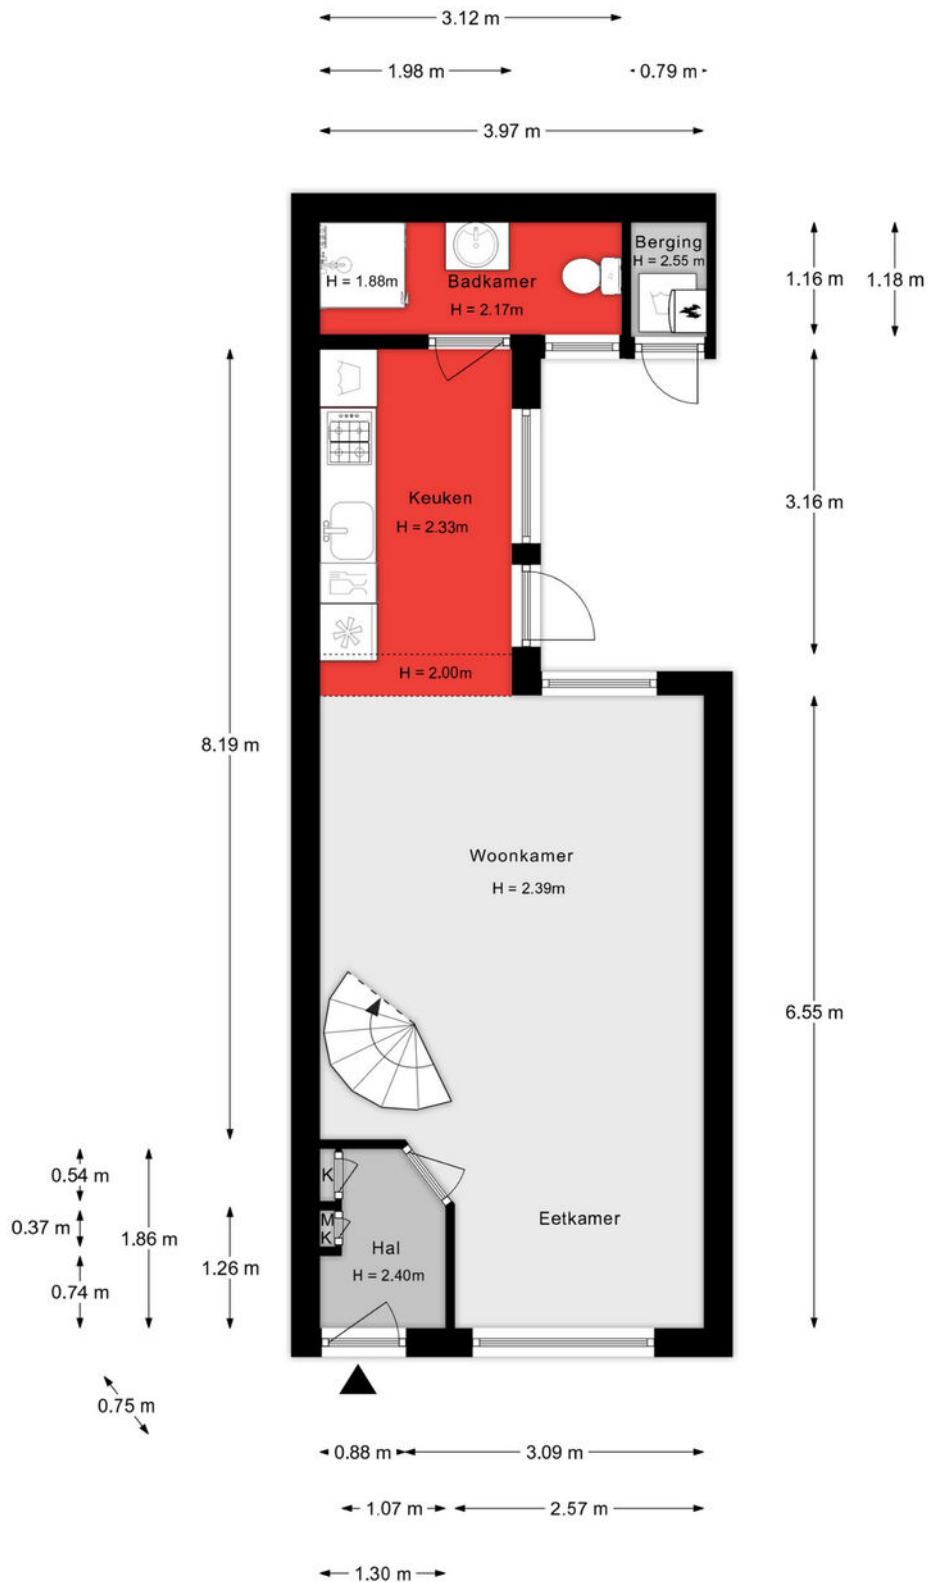 3.12 m
1.98 m
0.79 m
3.97 m
Berging
H = 2.55 m
H = 1.88m
Badkamer
H = 2.17m
1.16 m
1.18 m
Keuken
H = 2.33m
3.16 m
H = 2.00m
8.19 m
Woonkamer
H = 2.39m
6.55 m
0.54 m
K
0.37 m
M
K
1.86 m
Eetkamer
Hal
1.26 m
H = 2.40m
0.74 m
0.75 m
0.88 m
3.09 m
1.07 m
2.57 m
1.30 m